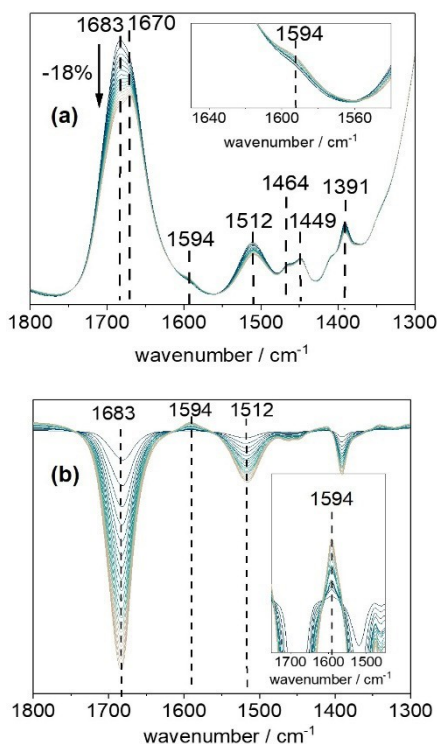 1683 1670
1594
-18%
(a)
1640 1600 1560
wavenumber / cm-1
1464 1391
1512 1449
1594
1800 1700 1600 1500 1400 1300
wavenumber / cm-1
1683 1594 1512
(b)
1594
1700 1600 1500
wavenumber / cm-1
1800 1700 1600 1500 1400 1300
wavenumber / cm-1